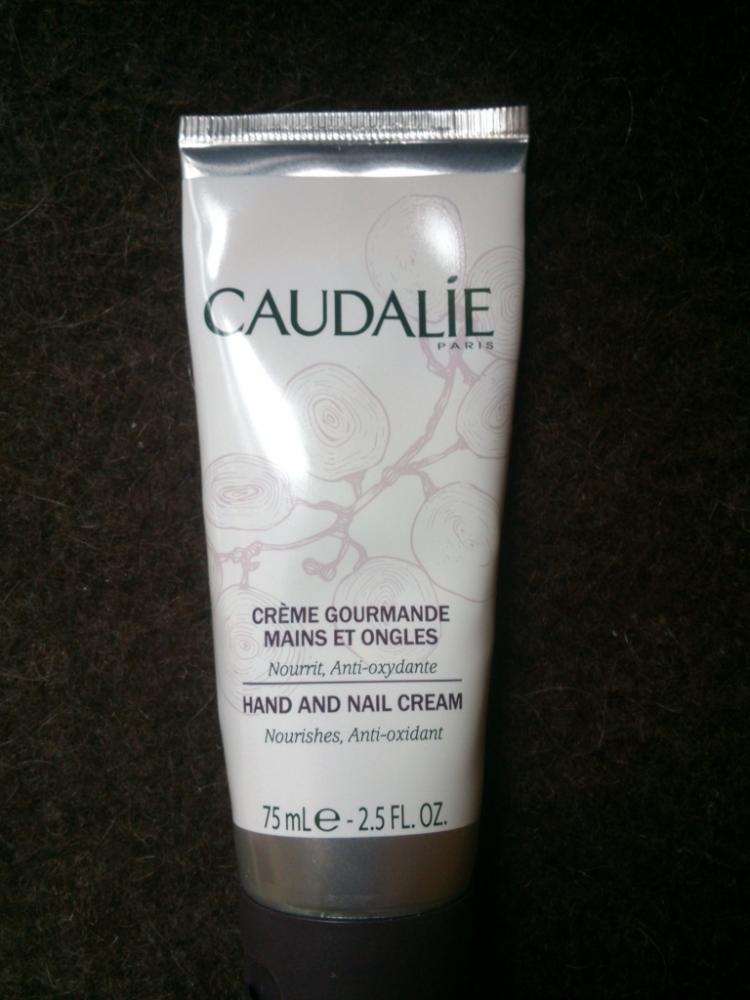 CAUDALIE
PARIS
CRÈME GOURMANDE
MAINS ET ONGLES
Nourrit, Anti-oxydante
HAND AND NAIL CREAM
Nourishes, Anti-oxidant
75 mL ℮ - 2.5 FL. OZ.